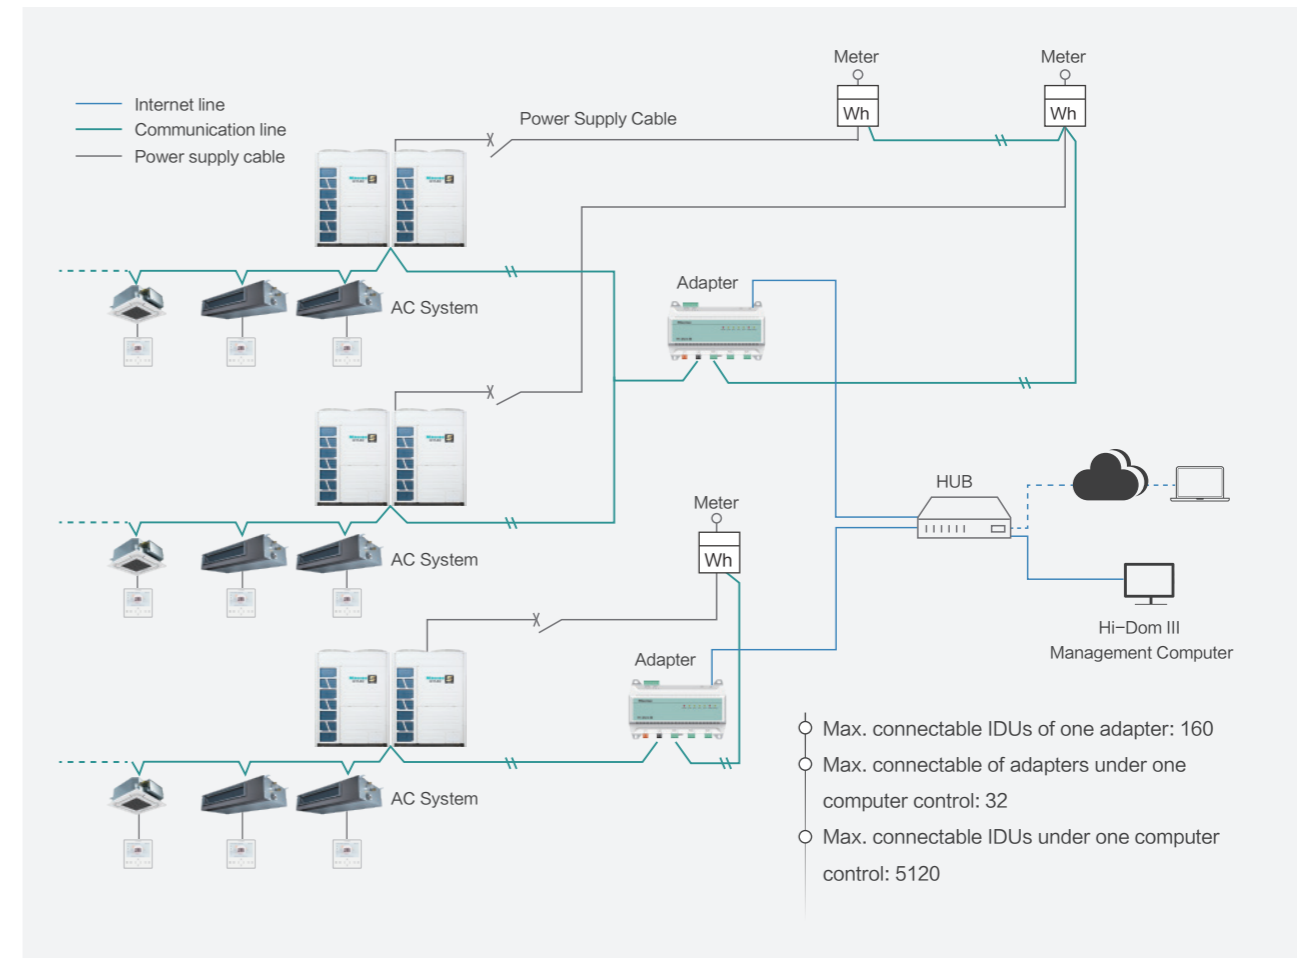 Meter
Meter
Internet line
Communication line
Power supply cable
Power Supply Cable
Wh
Wh
Adapter
AC System
HUB
Meter
Wh
AC System
Hi-Dom III
Management Computer
Adapter
AC System
Max. connectable IDUs of one adapter: 160
Max. connectable of adapters under one
computer control: 32
Max. connectable IDUs under one computer
control: 5120